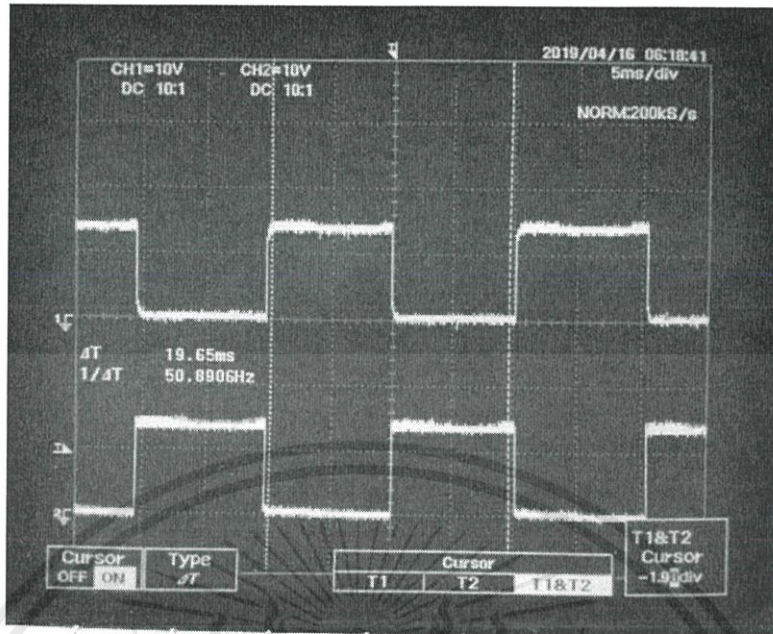 2019/04/16 06:18:41
CH1=10V CH2=10V 5ms/div
DC 10:1 DC 10:1
NORM:200kS/s
ΔT 19.65ms
1/ΔT 50.8906Hz
Cursor Type Cursor T1&T2
OFF ON ΔT T1 T2 T1&T2 Cursor